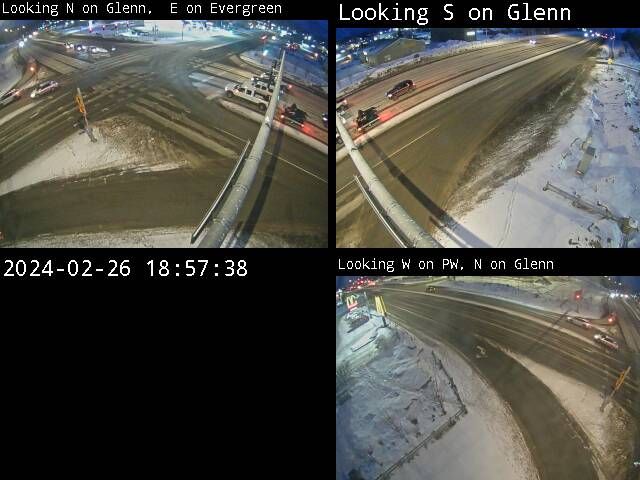 Looking N on Glenn, E on Evergreen
Looking S on Glenn
2024-02-26 18:57:38
Looking W on PW, N on Glenn